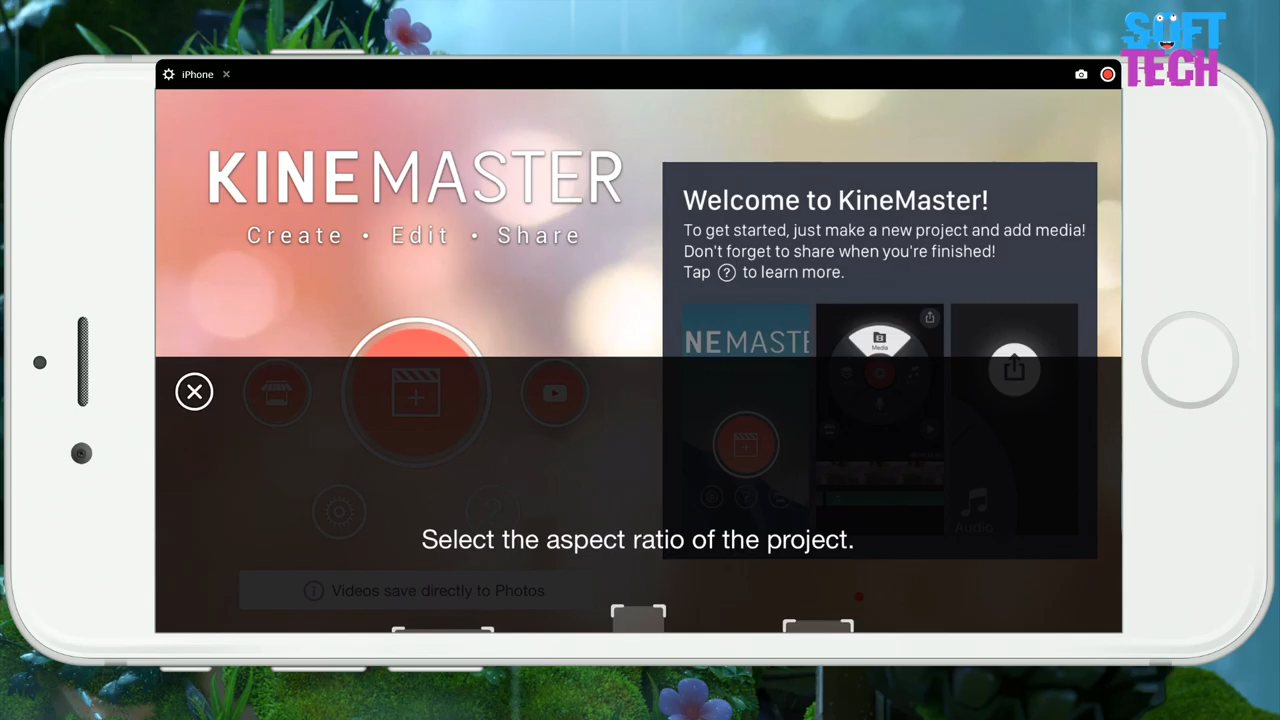 SOFT
TECH
iPhone
KINEMASTER
Create • Edit • Share
Welcome to KineMaster!
To get started, just make a new project and add media!
Don't forget to share when you're finished!
Tap ? to learn more.
NEMASTE
Media
Audio
Select the aspect ratio of the project.
Videos save directly to Photos